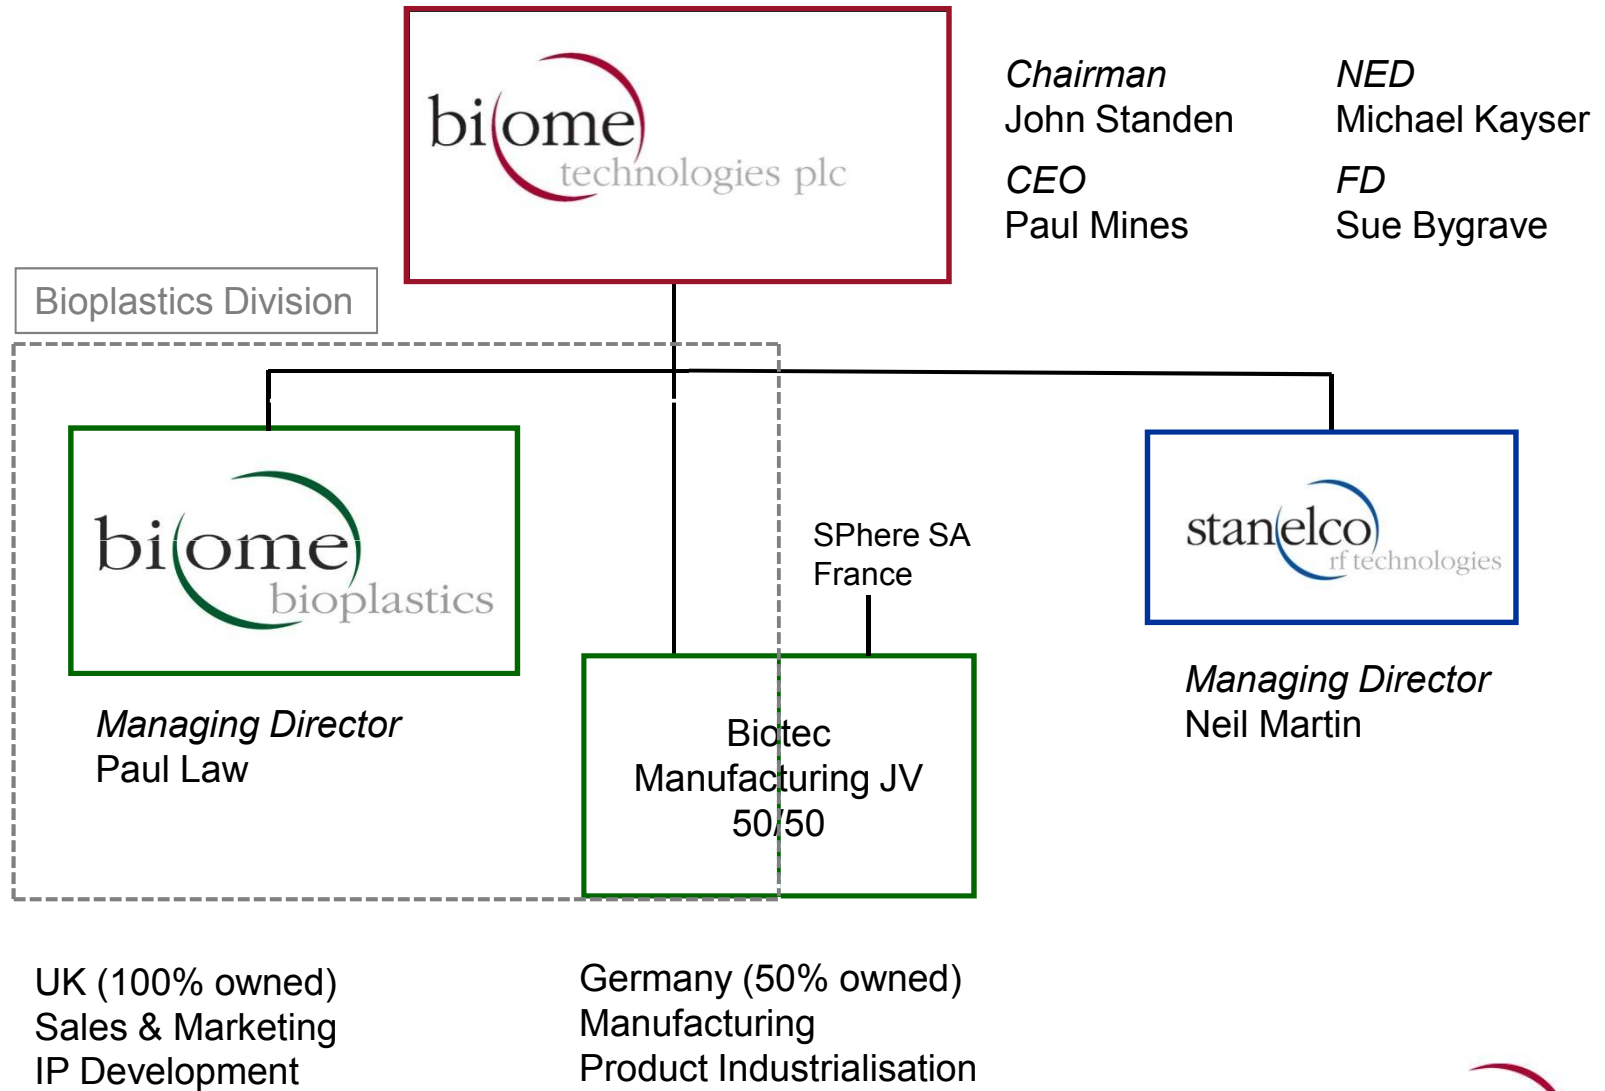 biome
technologies plc
Chairman
John Standen
NED
Michael Kayser
CEO
Paul Mines
FD
Sue Bygrave
Bioplastics Division
biome
bioplastics
Managing Director
Paul Law
SPhere SA
France
Biotec
Manufacturing JV
50/50
stanelco
rf technologies
Managing Director
Neil Martin
UK (100% owned)
Sales & Marketing
IP Development
Germany (50% owned)
Manufacturing
Product Industrialisation